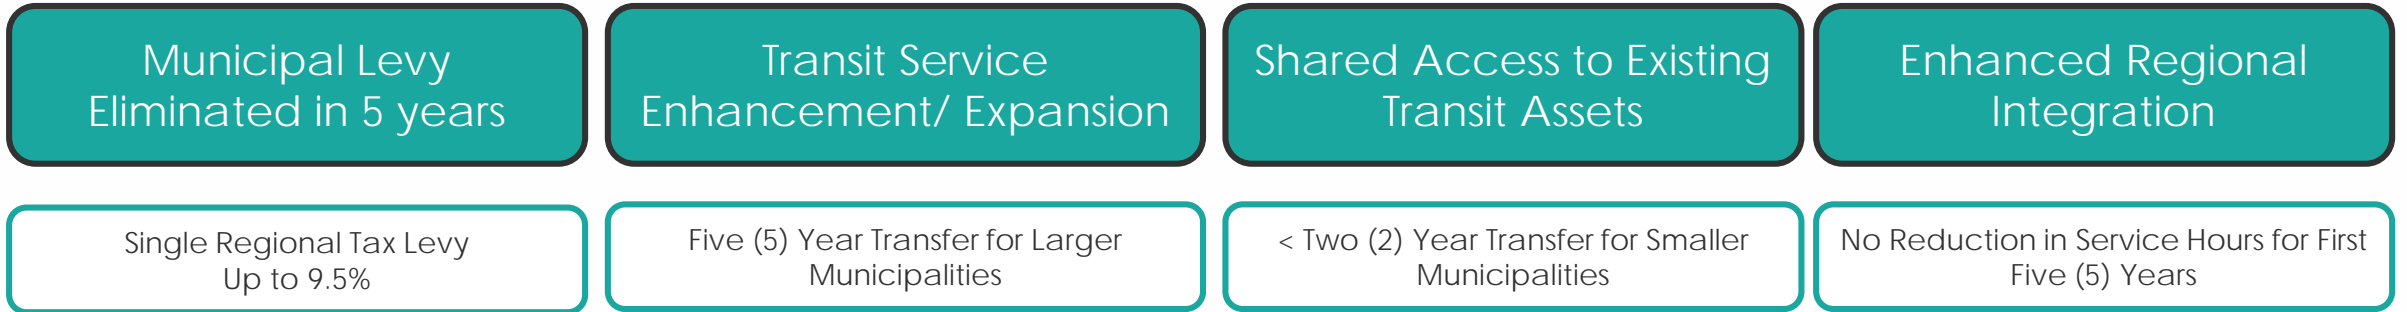 Municipal Levy
Eliminated in 5 years
Transit Service
Enhancement/ Expansion
Shared Access to Existing
Transit Assets
Enhanced Regional
Integration
Single Regional Tax Levy
Up to 9.5%
Five (5) Year Transfer for Larger
Municipalities
< Two (2) Year Transfer for Smaller
Municipalities
No Reduction in Service Hours for First
Five (5) Years